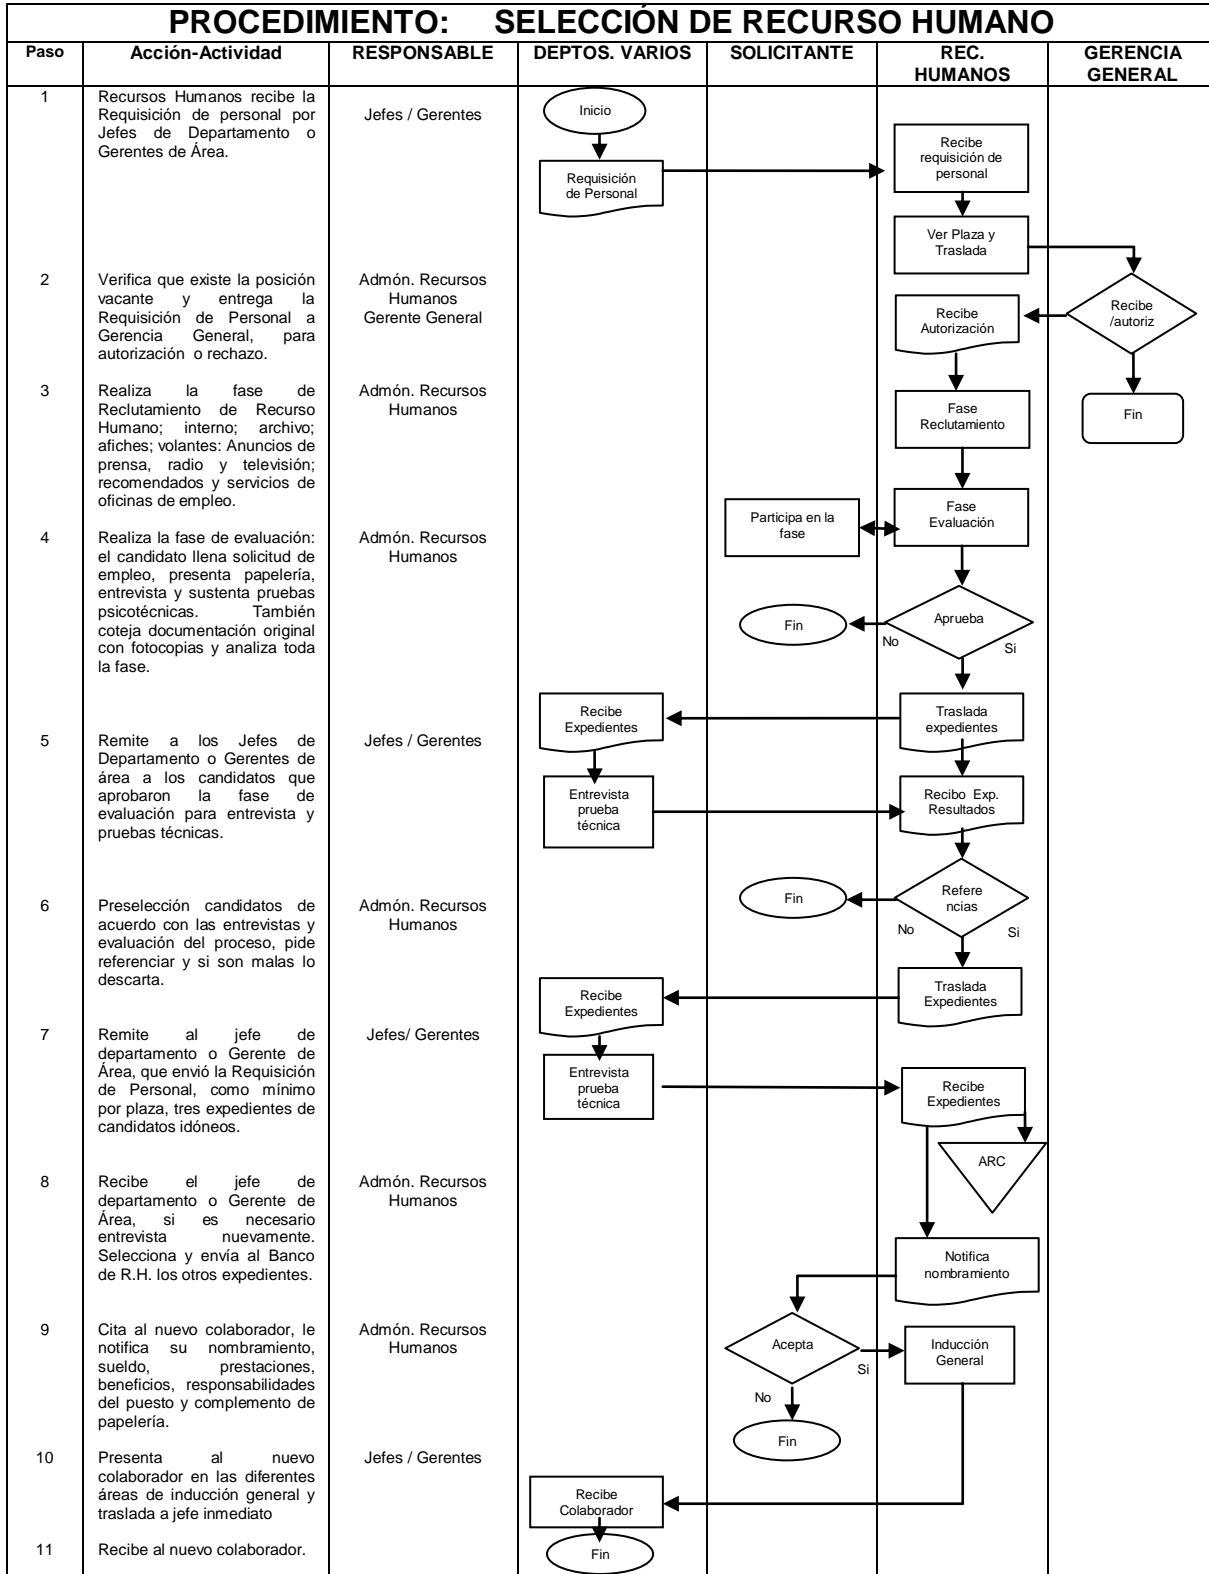 PROCEDIMIENTO: SELECCIÓN DE RECURSO HUMANO
Paso
Acción-Actividad
RESPONSABLE
DEPTOS. VARIOS
SOLICITANTE
REC.
HUMANOS
GERENCIA
GENERAL
1
Recursos Humanos recibe la
Requisición de personal por
Jefes de Departamento o
Gerentes de Área.
Jefes / Gerentes
Inicio
Requisición
de Personal
Recibe
requisición de
personal
Ver Plaza y
Traslada
2
Verifica que existe la posición
vacante y entrega la
Requisición de Personal a
Gerencia General, para
autorización o rechazo.
Admón. Recursos
Humanos
Gerente General
Recibe
Autorización
Recibe
/autoriz
3
Realiza la fase de
Reclutamiento de Recurso
Humano; interno; archivo;
afiches; volantes: Anuncios de
prensa, radio y televisión;
recomendados y servicios de
oficinas de empleo.
Admón. Recursos
Humanos
Fase
Reclutamiento
Fin
4
Realiza la fase de evaluación:
el candidato llena solicitud de
empleo, presenta papelería,
entrevista y sustenta pruebas
psicotécnicas. También
coteja documentación original
con fotocopias y analiza toda
la fase.
Admón. Recursos
Humanos
Participa en la
fase
Fase
Evaluación
Fin
Aprueba
No
Si
5
Remite a los Jefes de
Departamento o Gerentes de
área a los candidatos que
aprobaron la fase de
evaluación para entrevista y
pruebas técnicas.
Jefes / Gerentes
Recibe
Expedientes
Traslada
expedientes
Entrevista
prueba
técnica
Recibo Exp.
Resultados
6
Preselección candidatos de
acuerdo con las entrevistas y
evaluación del proceso, pide
referenciar y si son malas lo
descarta.
Admón. Recursos
Humanos
Fin
Refere
ncias
No
Si
Recibe
Expedientes
Traslada
Expedientes
7
Remite al jefe de
departamento o Gerente de
Área, que envió la Requisición
de Personal, como mínimo
por plaza, tres expedientes de
candidatos idóneos.
Jefes/ Gerentes
Entrevista
prueba
técnica
Recibe
Expedientes
ARC
8
Recibe el jefe de
departamento o Gerente de
Área, si es necesario
entrevista nuevamente.
Selecciona y envía al Banco
de R.H. los otros expedientes.
Admón. Recursos
Humanos
Notifica
nombramiento
9
Cita al nuevo colaborador, le
notifica su nombramiento,
sueldo, prestaciones,
beneficios, responsabilidades
del puesto y complemento de
papelería.
Admón. Recursos
Humanos
Acepta
Si
No
Inducción
General
Fin
10
Presenta al nuevo
colaborador en las diferentes
áreas de inducción general y
traslada a jefe inmediato
Jefes / Gerentes
Recibe
Colaborador
11
Recibe al nuevo colaborador.
Fin